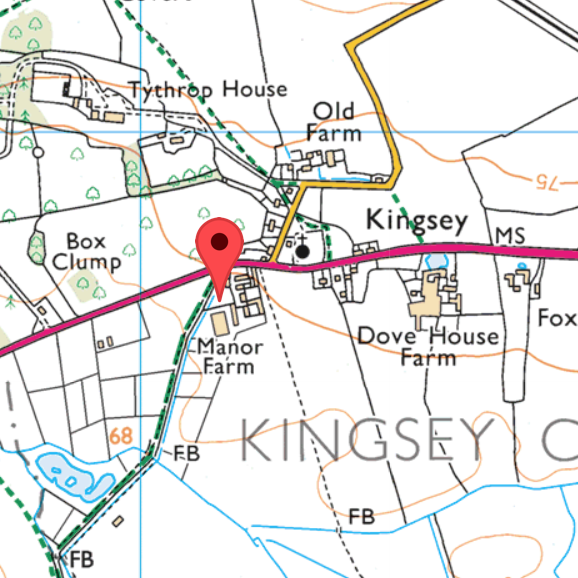 Tythrop House
Old
Farm
75
Kingsey
MS
Box
Clump
Fox
Dove House
Farm
Manor
Farm
68
KINGSEY C
FB
FB
FB